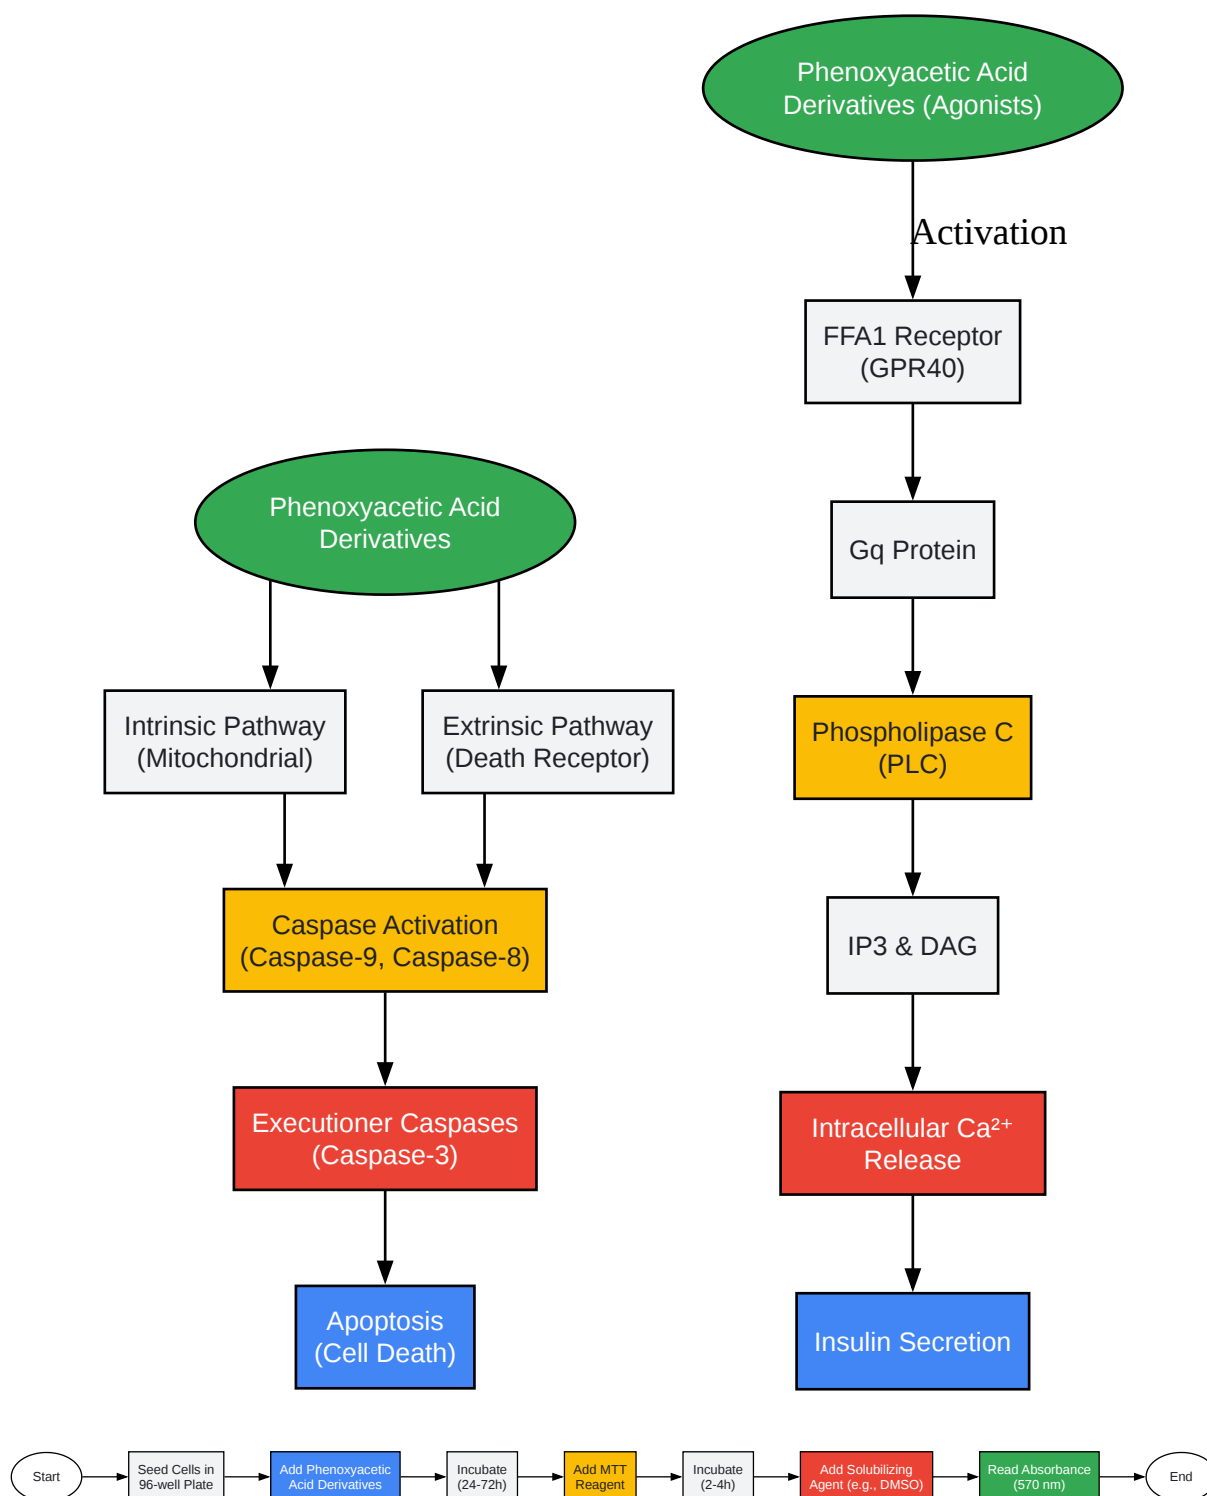 Phenoxyacetic Acid
Derivatives (Agonists)
Activation
FFA1 Receptor
(GPR40)
Gq Protein
Phospholipase C
(PLC)
IP3 & DAG
Intracellular Ca²⁺
Release
Insulin Secretion
Phenoxyacetic Acid
Derivatives
Intrinsic Pathway
(Mitochondrial)
Extrinsic Pathway
(Death Receptor)
Caspase Activation
(Caspase-9, Caspase-8)
Executioner Caspases
(Caspase-3)
Apoptosis
(Cell Death)
Start
Seed Cells in
96-well Plate
Add Phenoxyacetic
Acid Derivatives
Incubate
(24-72h)
Add MTT
Reagent
Incubate
(2-4h)
Add Solubilizing
Agent (e.g., DMSO)
Read Absorbance
(570 nm)
End